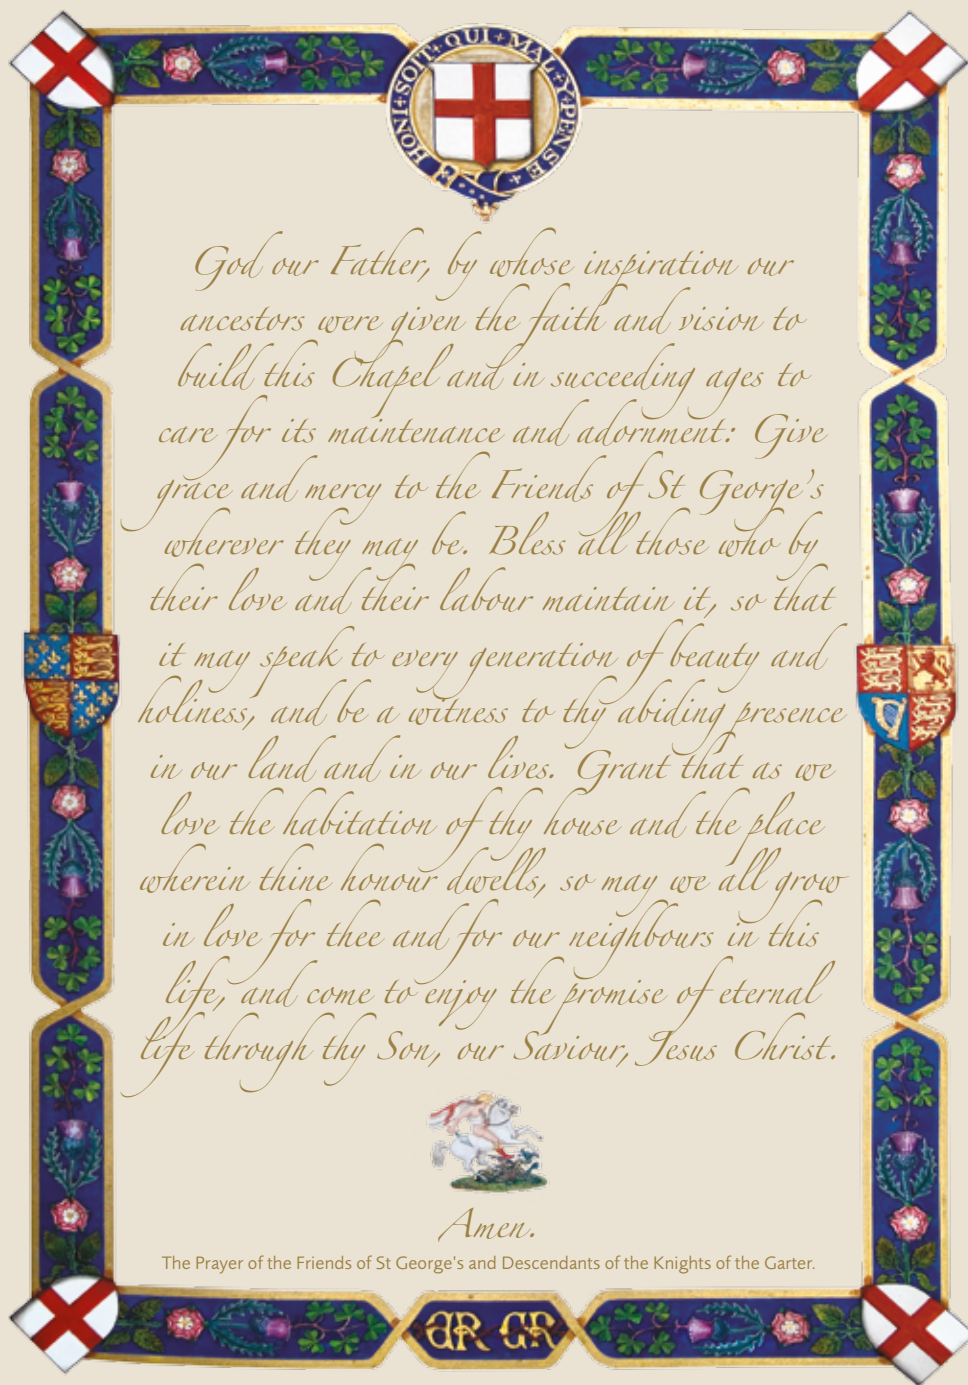 HONI + SOIT + QUI + MAL + Y + PENSE +
God our Father, by whose inspiration our
ancestors were given the faith and vision to
build this Chapel and in succeeding ages to
care for its maintenance and adornment: Give
grace and mercy to the Friends of St George's
wherever they may be. Bless all those who by
their love and their labour maintain it, so that
it may speak to every generation of beauty and
holiness, and be a witness to thy abiding presence
in our land and in our lives. Grant that as we
love the habitation of thy house and the place
wherein thine honour dwells, so may we all grow
in love for thee and for our neighbours in this
life, and come to enjoy the promise of eternal
life through thy Son, our Saviour, Jesus Christ.
Amen.
The Prayer of the Friends of St George's and Descendants of the Knights of the Garter.